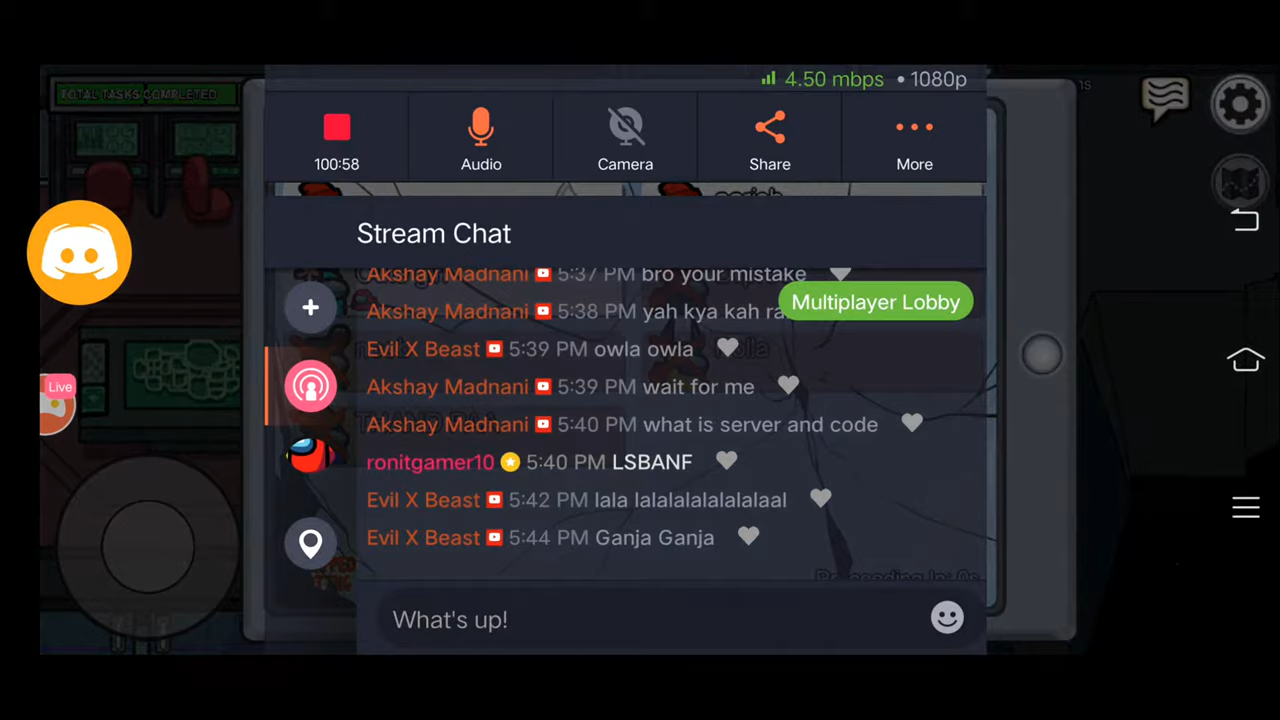 4.50 mbps • 1080p
TOTAL TASKS COMPLETED
100:58
Audio
Camera
Share
More
Stream Chat
Akshay Madnani 5:37 PM bro your mistake
Multiplayer Lobby
Akshay Madnani 5:38 PM yah kya kah ra
Evil X Beast 5:39 PM owla owla
Akshay Madnani 5:39 PM wait for me
Live
Akshay Madnani 5:40 PM what is server and code
ronitgamer10 5:40 PM LSBANF
Evil X Beast 5:42 PM lala lalalalalalalaal
Evil X Beast 5:44 PM Ganja Ganja
Proceeding In: 0s
What's up!